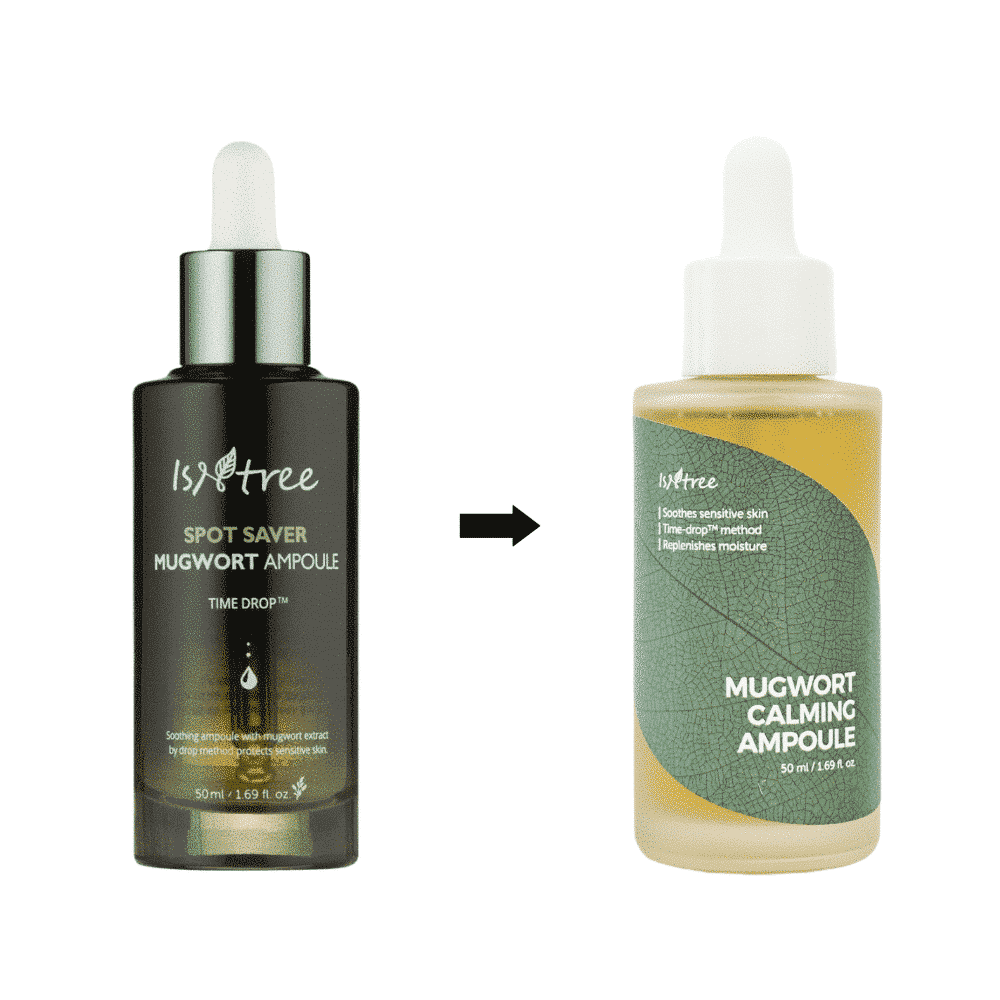 IsNtree
SPOT SAVER
MUGWORT AMPOULE
TIME DROP™
Soothing ampoule with mugwort extract
by drop method protects sensitive skin.
50 ml / 1.69 fl. oz.
IsNtree
Soothes sensitive skin
Time-drop™ method
Replenishes moisture
MUGWORT
CALMING
AMPOULE
50 ml / 1.69 fl. oz.